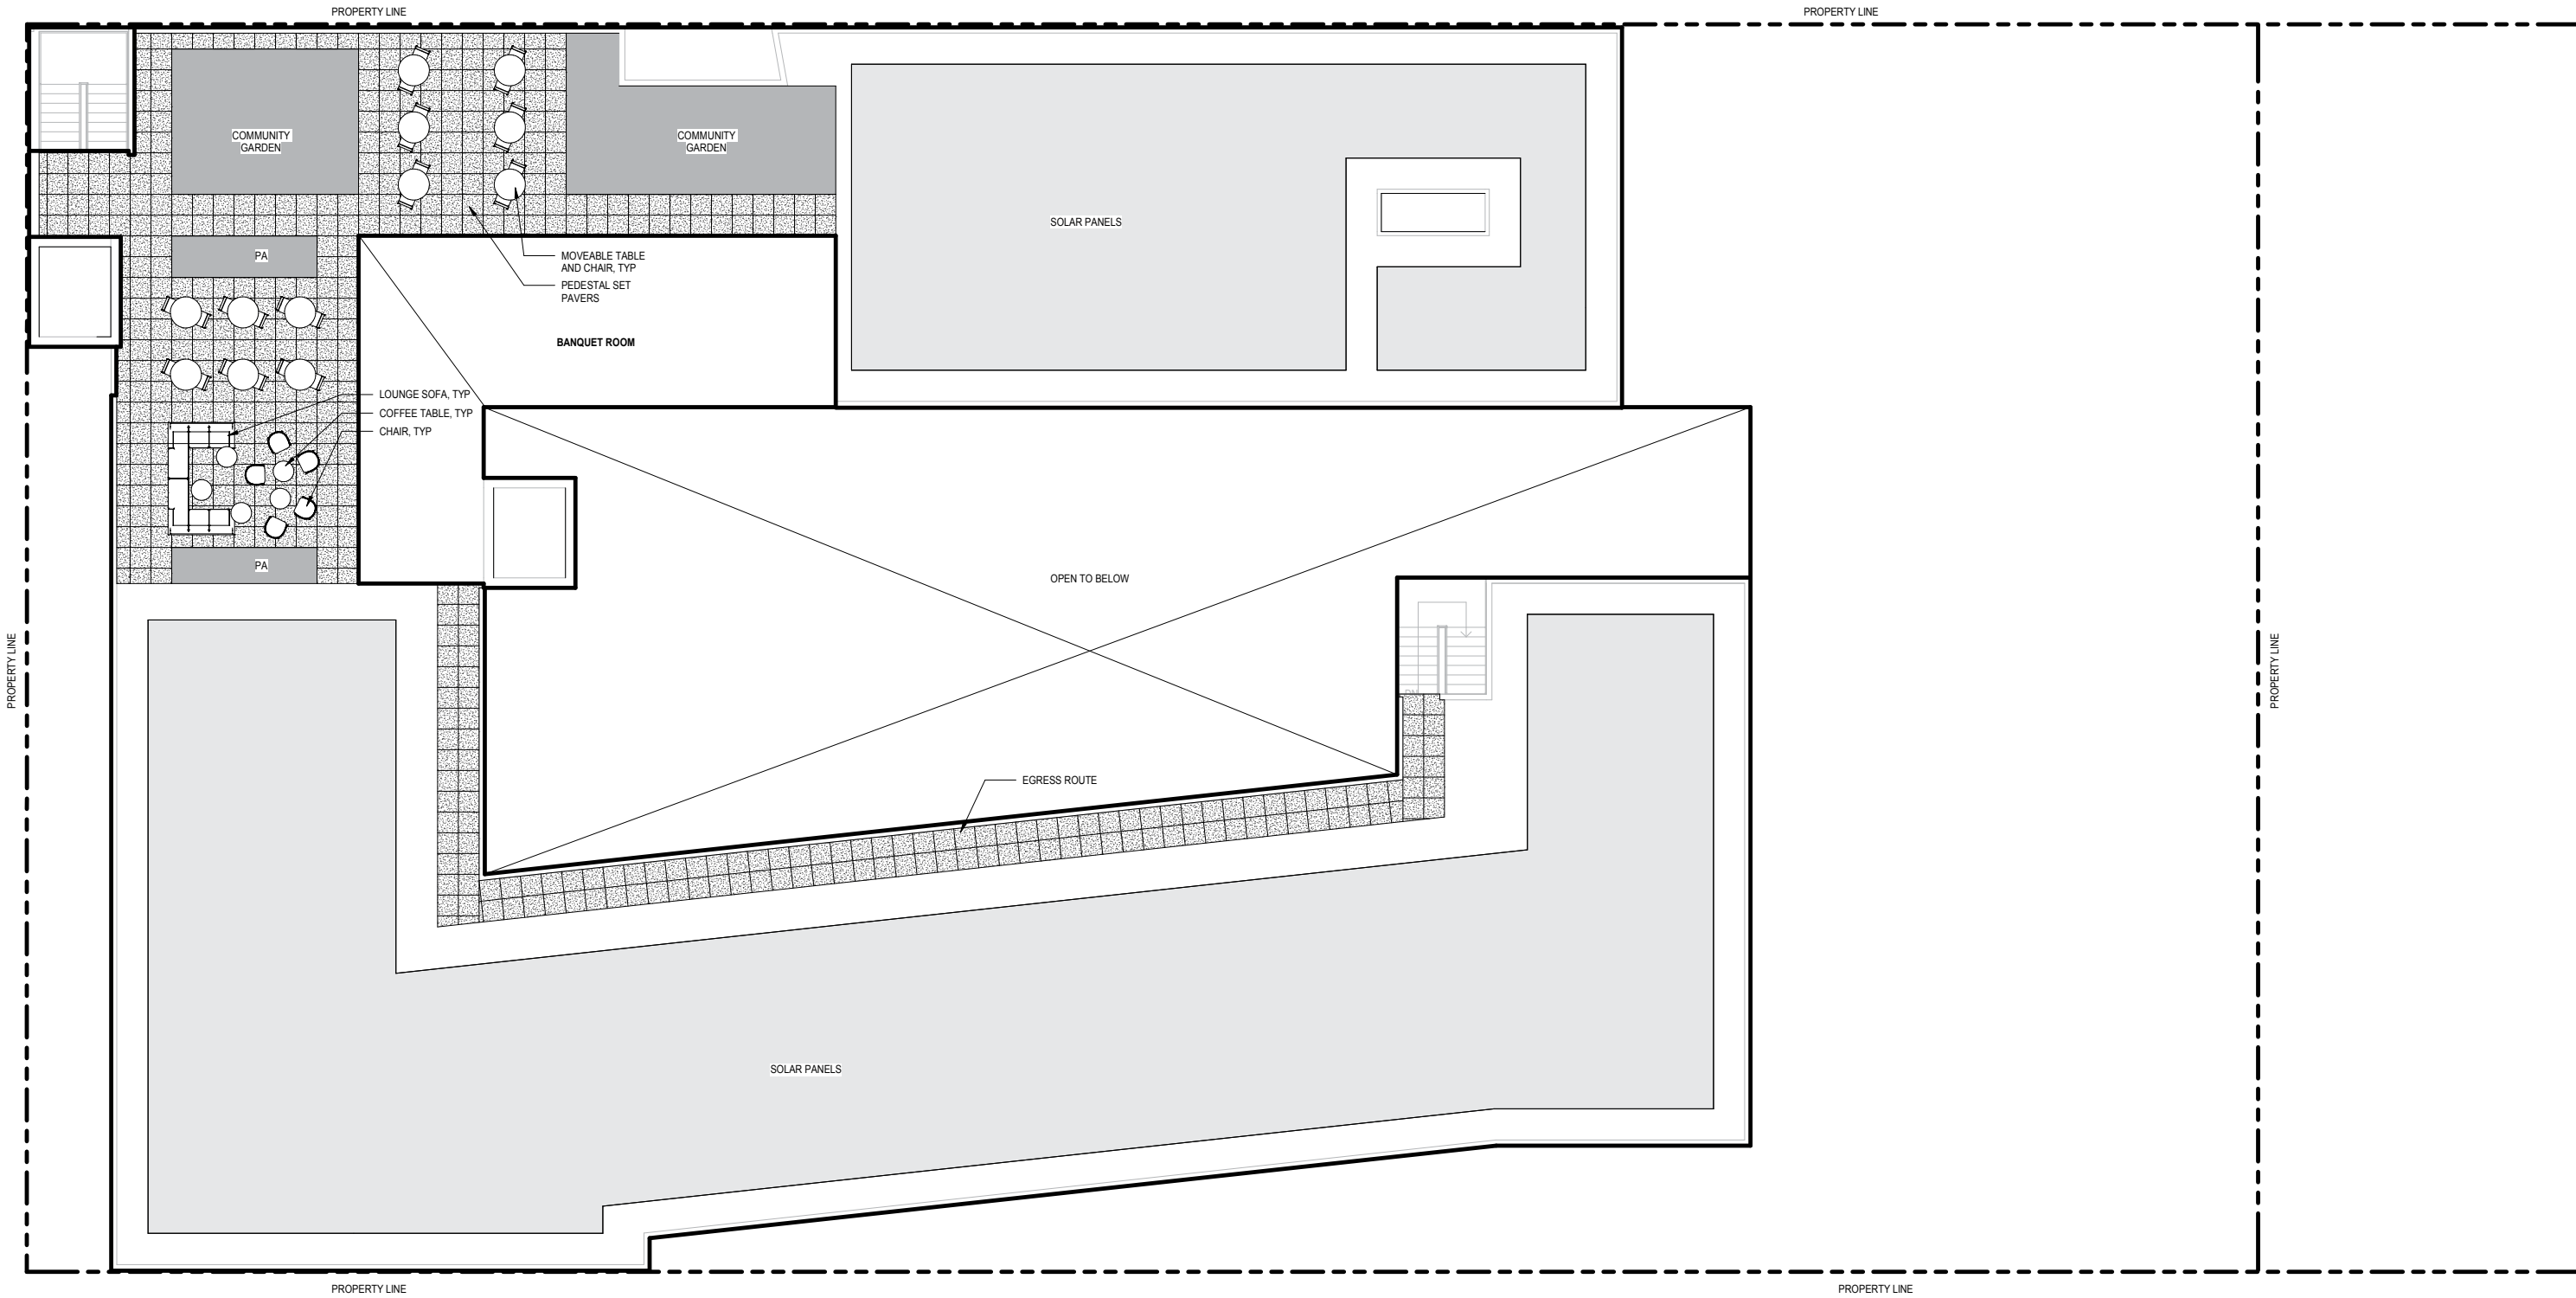 PROPERTY LINE
PROPERTY LINE
COMMUNITY
GARDEN
COMMUNITY
GARDEN
SOLAR PANELS
PA
MOVEABLE TABLE
AND CHAIR, TYP
PEDESTAL SET
PAVERS
BANQUET ROOM
LOUNGE SOFA, TYP
COFFEE TABLE, TYP
CHAIR, TYP
PA
OPEN TO BELOW
PROPERTY LINE
PROPERTY LINE
DN
EGRESS ROUTE
SOLAR PANELS
PROPERTY LINE
PROPERTY LINE